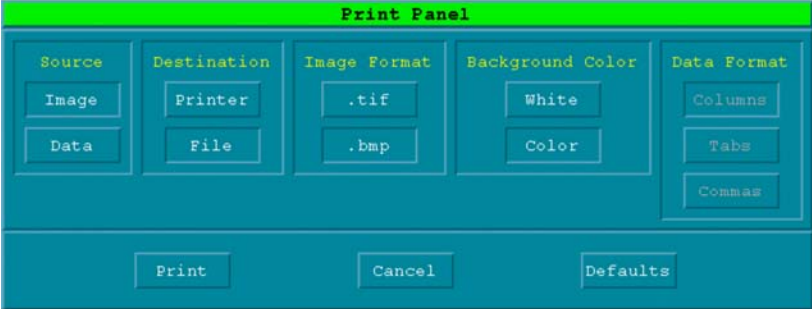 Print Panel
Source Destination Image Format Background Color Data Format
Image Printer .tif White Columns
Data File .bmp Color Tabs
Commas
Print Cancel Defaults